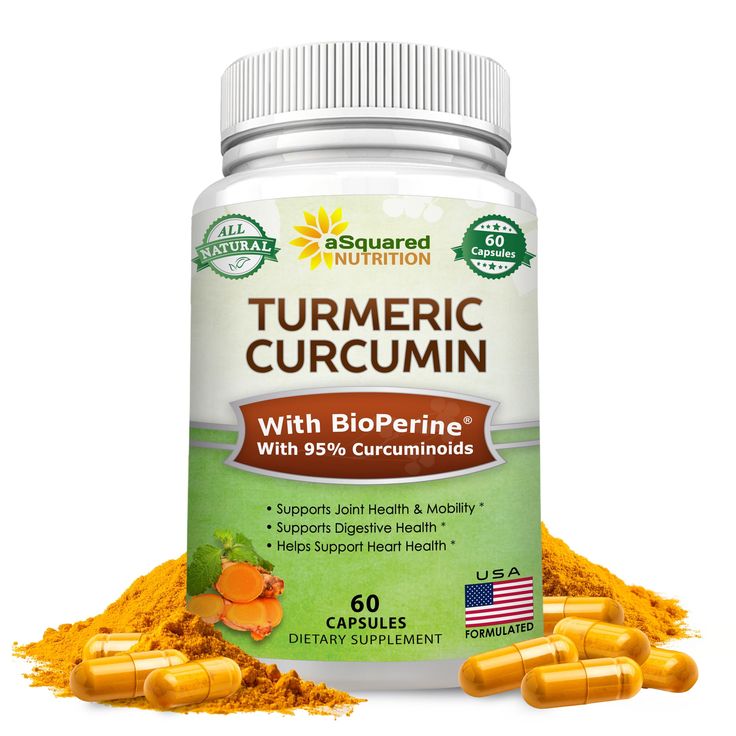 ALL
NATURAL
aSquared
NUTRITION
60
Capsules
TURMERIC
CURCUMIN
With BioPerine®
With 95% Curcuminoids
• Supports Joint Health & Mobility *
• Supports Digestive Health *
• Helps Support Heart Health *
60
CAPSULES
DIETARY SUPPLEMENT
USA
FORMULATED